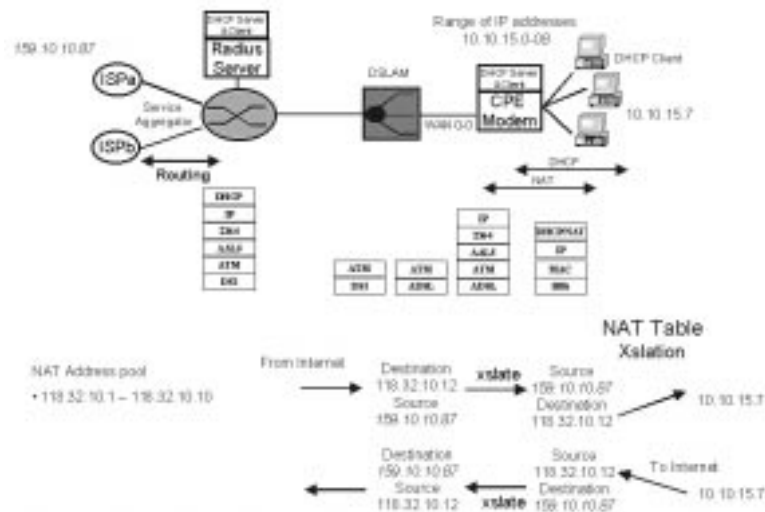 DHCP Server
&Client
Radius
Server
159.10.10.87
ISPa
ISPb
Service
Aggregator
Routing
DSLAM
WAN 0-0
Range of IP addresses
10.10.15.0-
DHCP Server
&Client
CPE
Modem
DHCP Client
10.10.15.7
DHCP
NAT
DHCP
IP
AAL5
ATM
DS3
ATM
DS3
ATM
ADSL
IP
AAL5
ATM
ADSL
DHCP/NAT
IP
MAC
NAT Table
Xslation
NAT Address pool
• 118.32.10.1 – 118.32.10.10
From Internet
Destination
118.32.10.12
Source
159.10.10.87
xslate
Source
159.10.10.87
Destination
118.32.10.12
10.10.15.7
Destination
159.10.10.87
Source
118.32.10.12
xslate
Source
118.32.10.12
Destination
159.10.10.87
To Internet
10.10.15.7